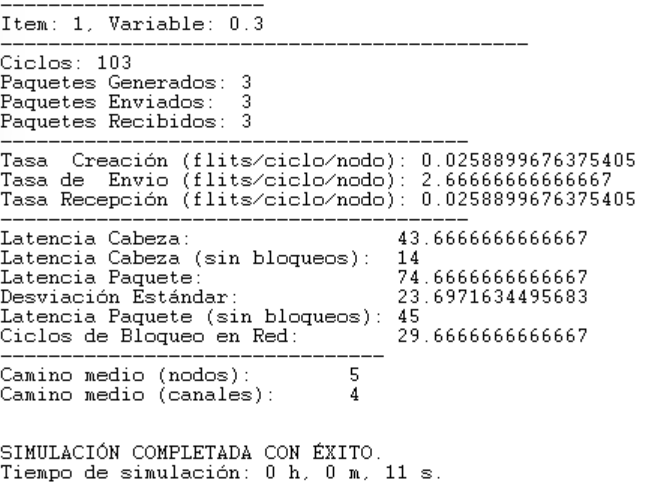 ----------------------
Item: 1, Variable: 0.3
--------------------------------------------
Ciclos: 103
Paquetes Generados: 3
Paquetes Enviados: 3
Paquetes Recibidos: 3
---------------------------------------
Tasa Creación (flits/ciclo/nodo): 0.0258899676375405
Tasa de Envio (flits/ciclo/nodo): 2.66666666666667
Tasa Recepción (flits/ciclo/nodo): 0.0258899676375405
---------------------------------------
Latencia Cabeza: 43.6666666666667
Latencia Cabeza (sin bloqueos): 14
Latencia Paquete: 74.6666666666667
Desviación Estándar: 23.6971634495683
Latencia Paquete (sin bloqueos): 45
Ciclos de Bloqueo en Red: 29.6666666666667
--------------------------------
Camino medio (nodos): 5
Camino medio (canales): 4
SIMULACIÓN COMPLETADA CON ÉXITO.
Tiempo de simulación: 0 h, 0 m, 11 s.